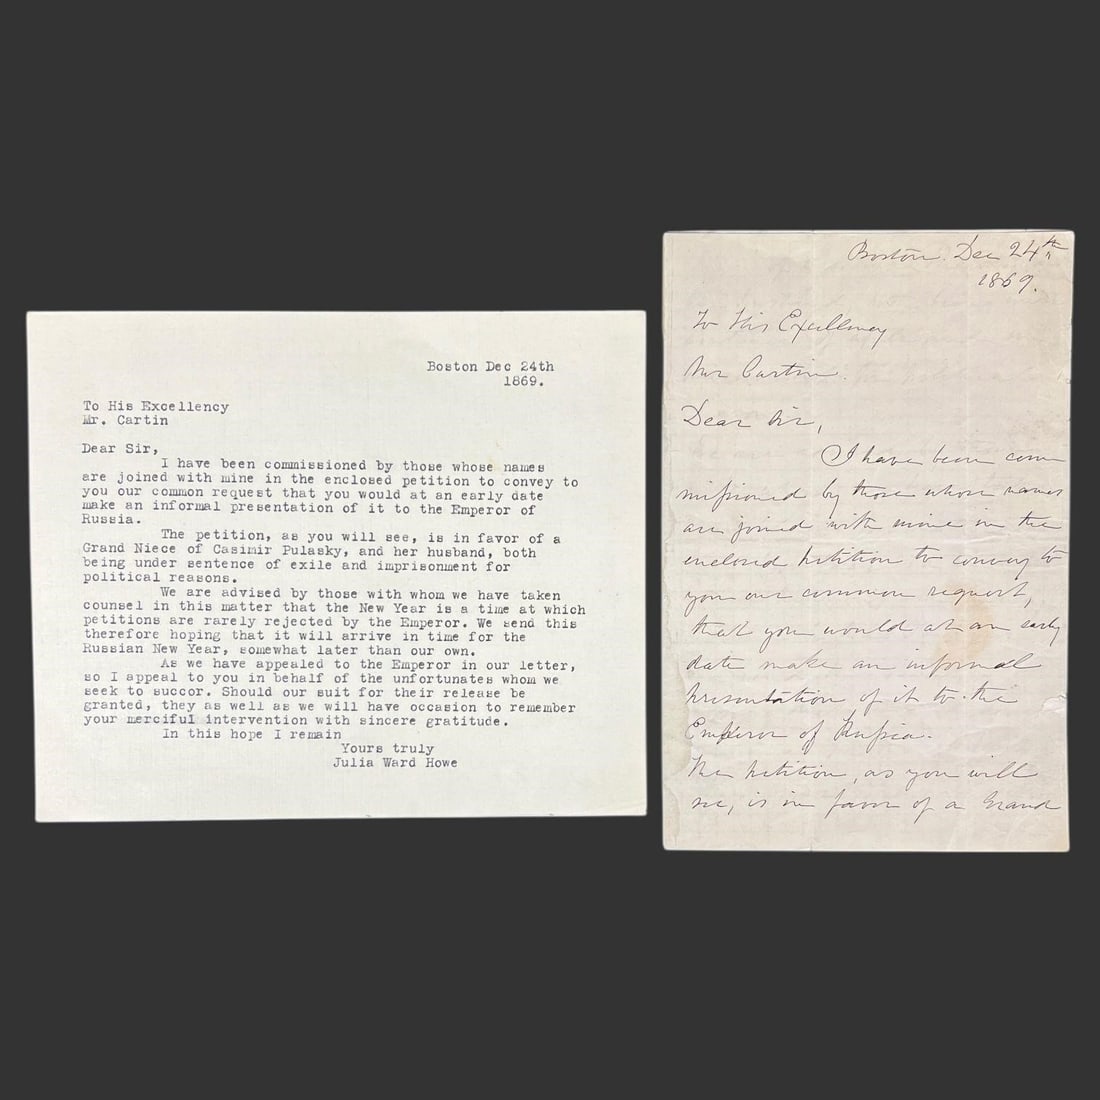 Boston Dec 24th
1869.
To His Excellency
Mr. Cartin
Dear Sir,
I have been commissioned by those whose names
are joined with mine in the enclosed petition to convey to
you our common request that you would at an early date
make an informal presentation of it to the Emperor of
Russia.
The petition, as you will see, is in favor of a
Grand Niece of Casimir Pulasky, and her husband, both
being under sentence of exile and imprisonment for
political reasons.
We are advised by those with whom we have taken
counsel in this matter that the New Year is a time at which
petitions are rarely rejected by the Emperor. We send this
therefore hoping that it will arrive in time for the
Russian New Year, somewhat later than our own.
As we have appealed to the Emperor in our letter,
so I appeal to you in behalf of the unfortunates whom we
seek to succor. Should our suit for their release be
granted, they as well as we will have occasion to remember
your merciful intervention with sincere gratitude.
In this hope I remain
Yours truly
Julia Ward Howe
Boston. Dec 24th
1869.
To His Excellency
Mr Cartin.
Dear Sir,
I have been com
missioned by those whose names
are joined with mine in the
enclosed petition to convey to
you our common request,
that you would at an early
date make an informal
presentation of it to the
Emperor of Russia.
The petition, as you will
see, is in favor of a Grand